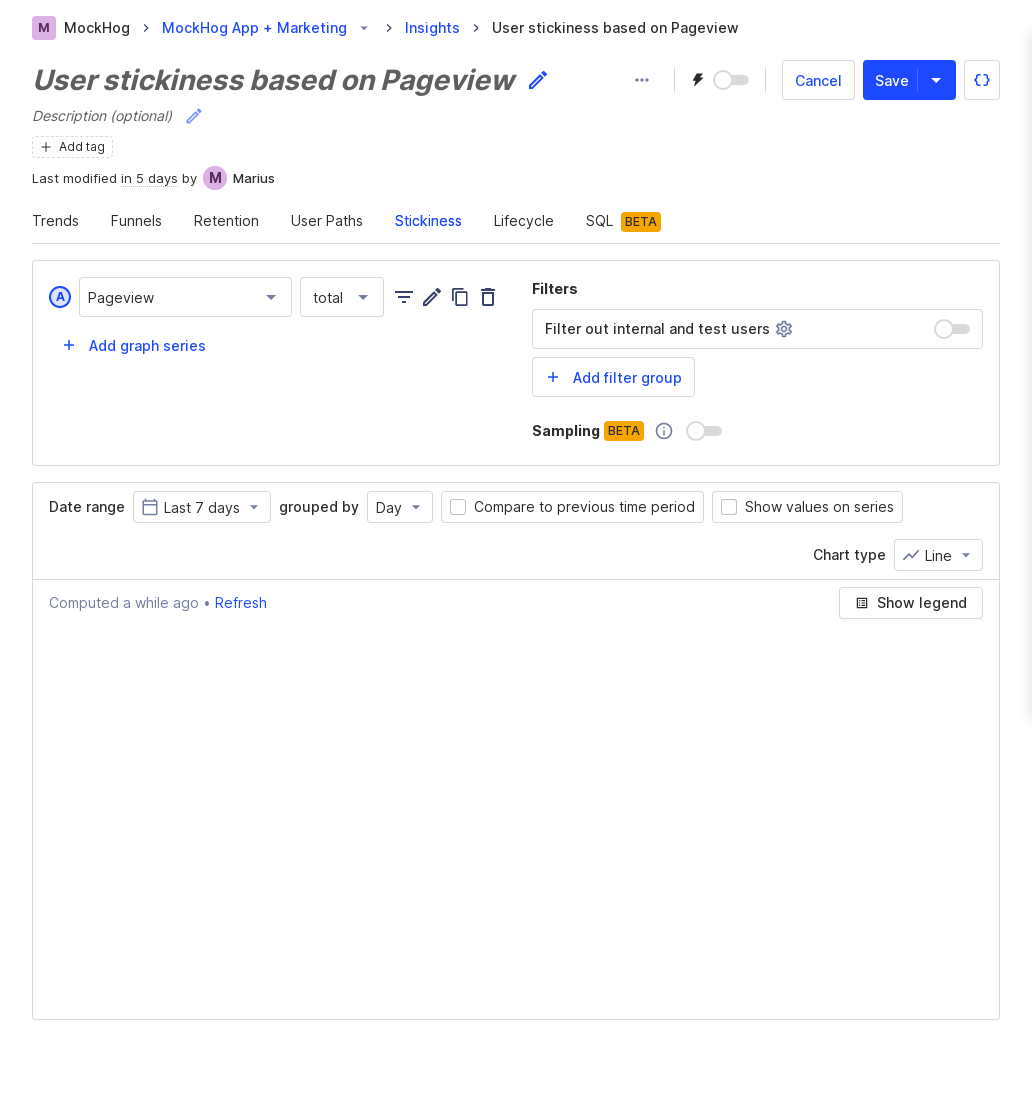 M MockHog MockHog App + Marketing Insights User stickiness based on Pageview
User stickiness based on Pageview
Cancel Save
Description (optional)
Add tag
Last modified in 5 days by M Marius
Trends Funnels Retention User Paths Stickiness Lifecycle SQL BETA
A Pageview total
Add graph series
Filters
Filter out internal and test users
Add filter group
Sampling BETA
Date range Last 7 days grouped by Day Compare to previous time period Show values on series
Chart type Line
Computed a while ago • Refresh
Show legend